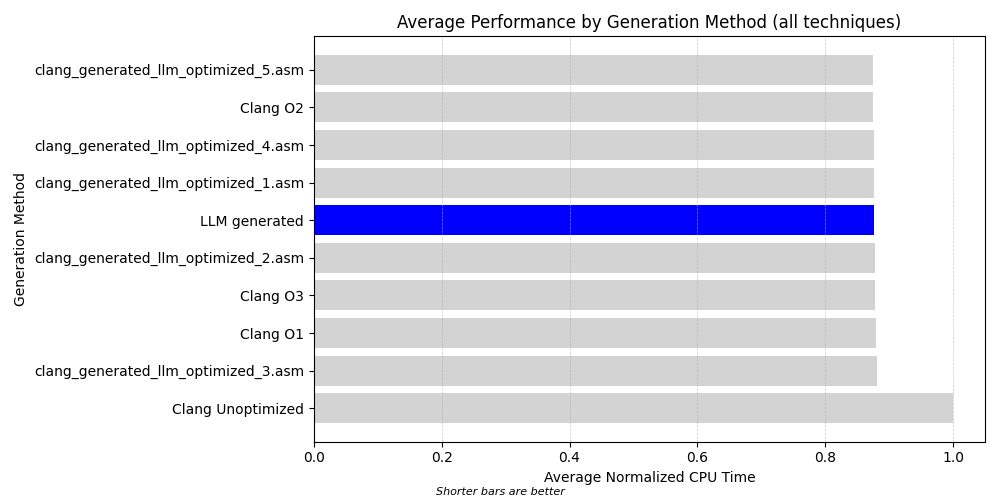 Average Performance by Generation Method (all techniques)
Generation Method
clang_generated_llm_optimized_5.asm
Clang O2
clang_generated_llm_optimized_4.asm
clang_generated_llm_optimized_1.asm
LLM generated
clang_generated_llm_optimized_2.asm
Clang O3
Clang O1
clang_generated_llm_optimized_3.asm
Clang Unoptimized
0.0 0.2 0.4 0.6 0.8 1.0
Average Normalized CPU Time
Shorter bars are better